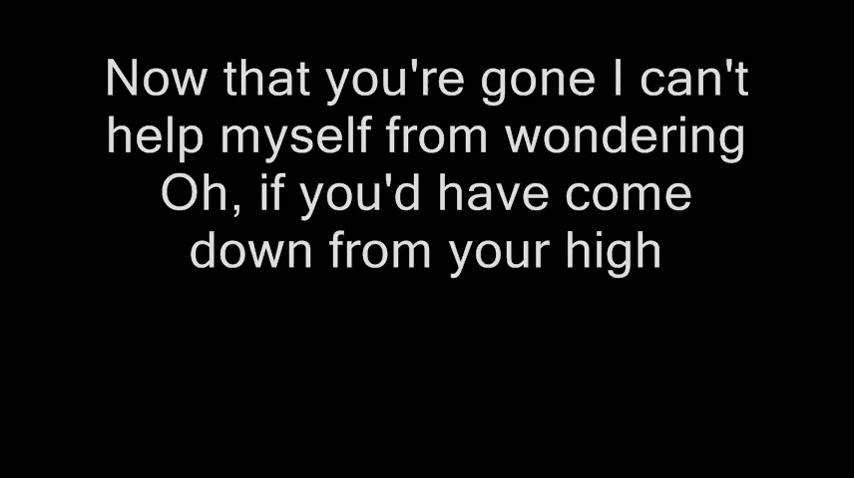 Now that you're gone I can't
help myself from wondering
Oh, if you'd have come
down from your high